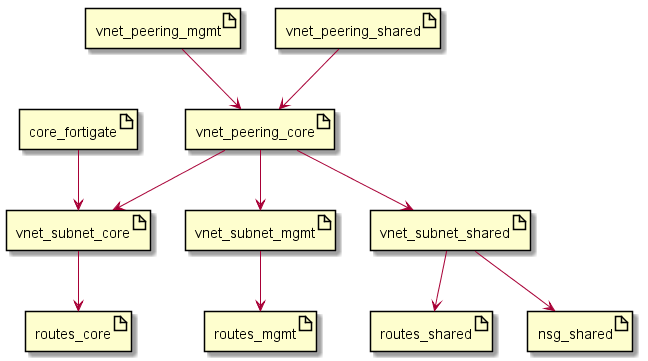 vnet_peering_mgmt
vnet_peering_shared
core_fortigate
vnet_peering_core
vnet_subnet_core
vnet_subnet_mgmt
vnet_subnet_shared
routes_core
routes_mgmt
routes_shared
nsg_shared